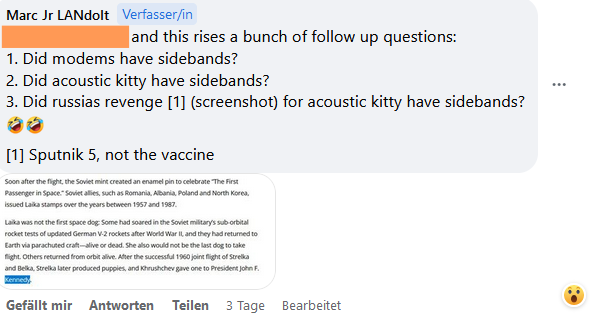 Marc Jr LANdolt Verfasser/in
and this rises a bunch of follow up questions:
1. Did modems have sidebands?
2. Did acoustic kitty have sidebands?
3. Did russias revenge [1] (screenshot) for acoustic kitty have sidebands?
🤣🤣
[1] Sputnik 5, not the vaccine
Soon after the flight, the Soviet mint created an enamel pin to celebrate “The First
Passenger in Space.” Soviet allies, such as Romania, Albania, Poland and North Korea,
issued Laika stamps over the years between 1957 and 1987.
Laika was not the first space dog: Some had soared in the Soviet military’s sub-orbital
rocket tests of updated German V-2 rockets after World War II, and they had returned to
Earth via parachuted craft—alive or dead. She also would not be the last dog to take
flight. Others returned from orbit alive. After the successful 1960 joint flight of Strelka
and Belka, Strelka later produced puppies, and Khrushchev gave one to President John F.
Kennedy.
Gefällt mir Antworten Teilen 3 Tage Bearbeitet